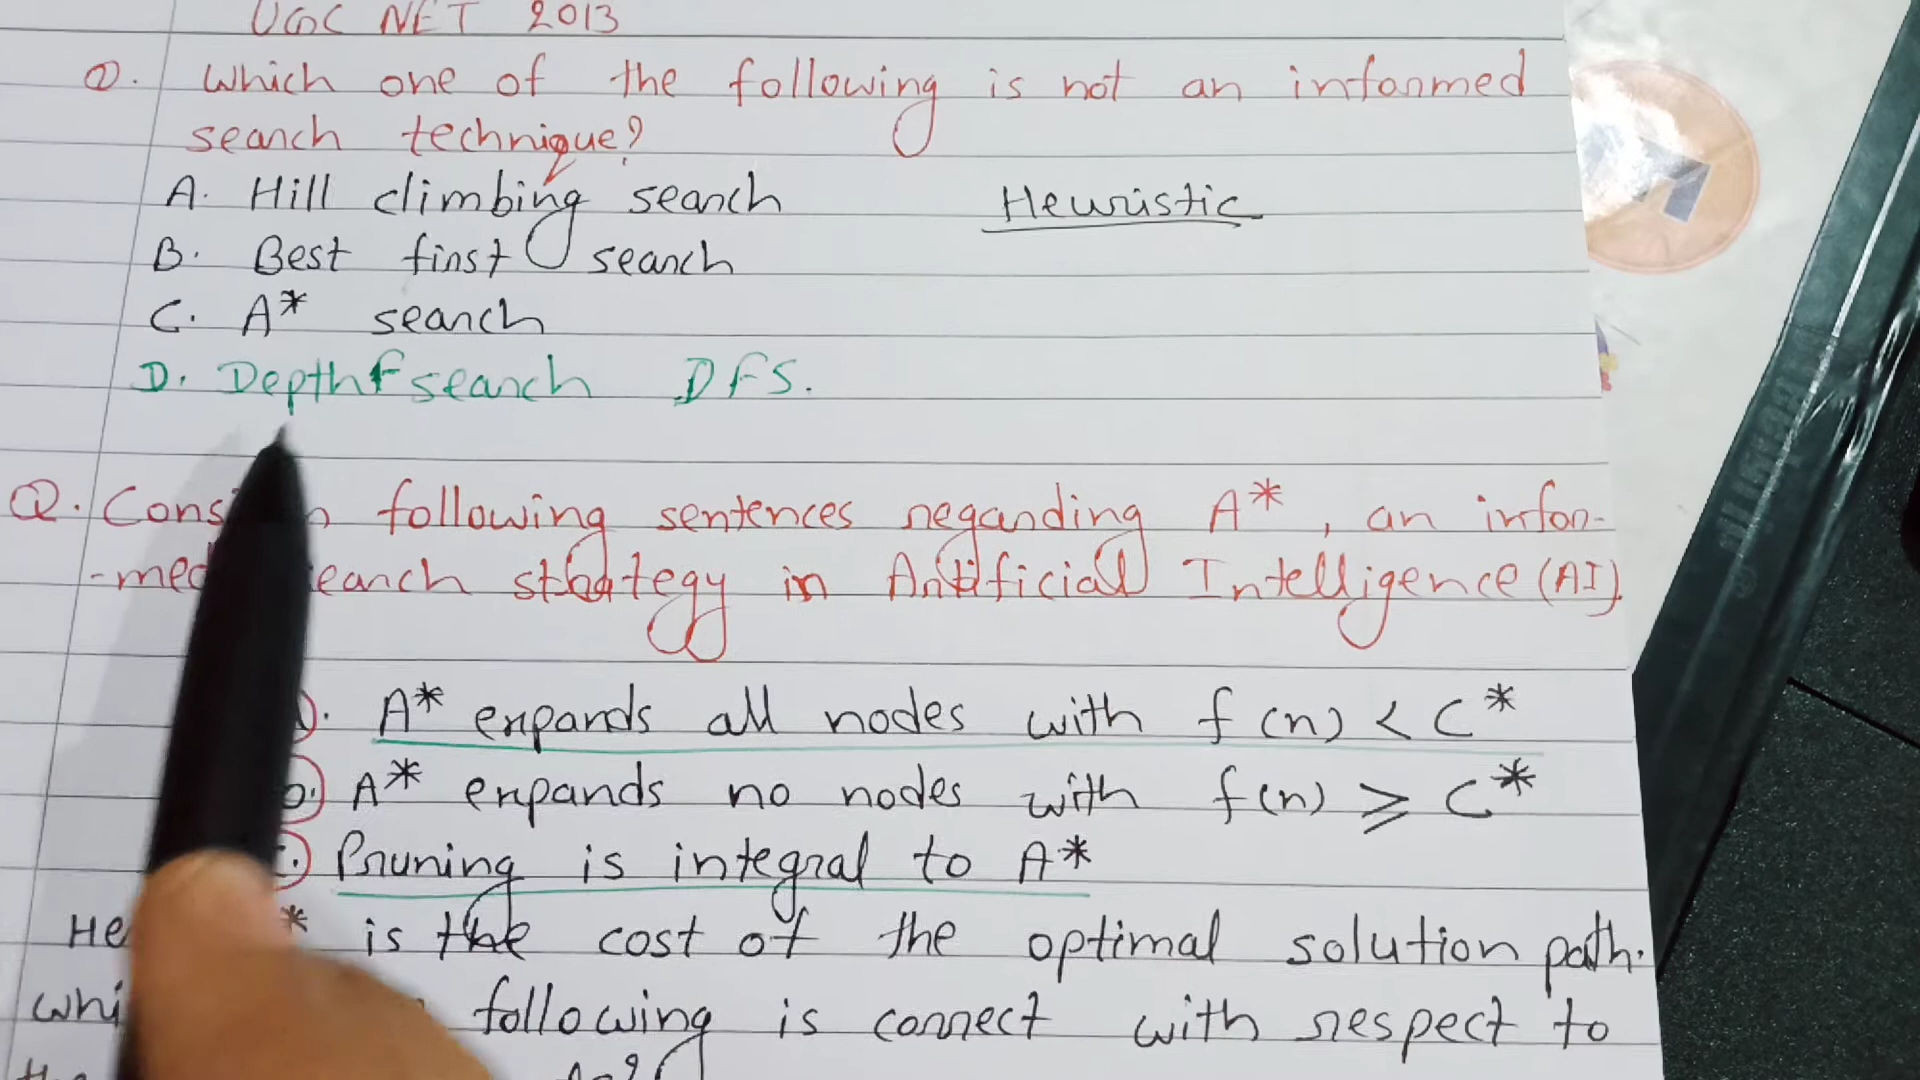 UGC NET 2013
Q. Which one of the following is not an informed
search technique?
A. Hill climbing search
Heuristic
B. Best first search
C. A* search
D. Depth f search DFS.
Q. following sentences regarding A*, an infor-
strategy in Artificial Intelligence (AI).
A* expands all nodes with f(n) < C*
b.) A* expands no nodes with f(n) ≥ C*
Pruning is integral to A*
is the cost of the optimal solution path.
following is correct with respect to